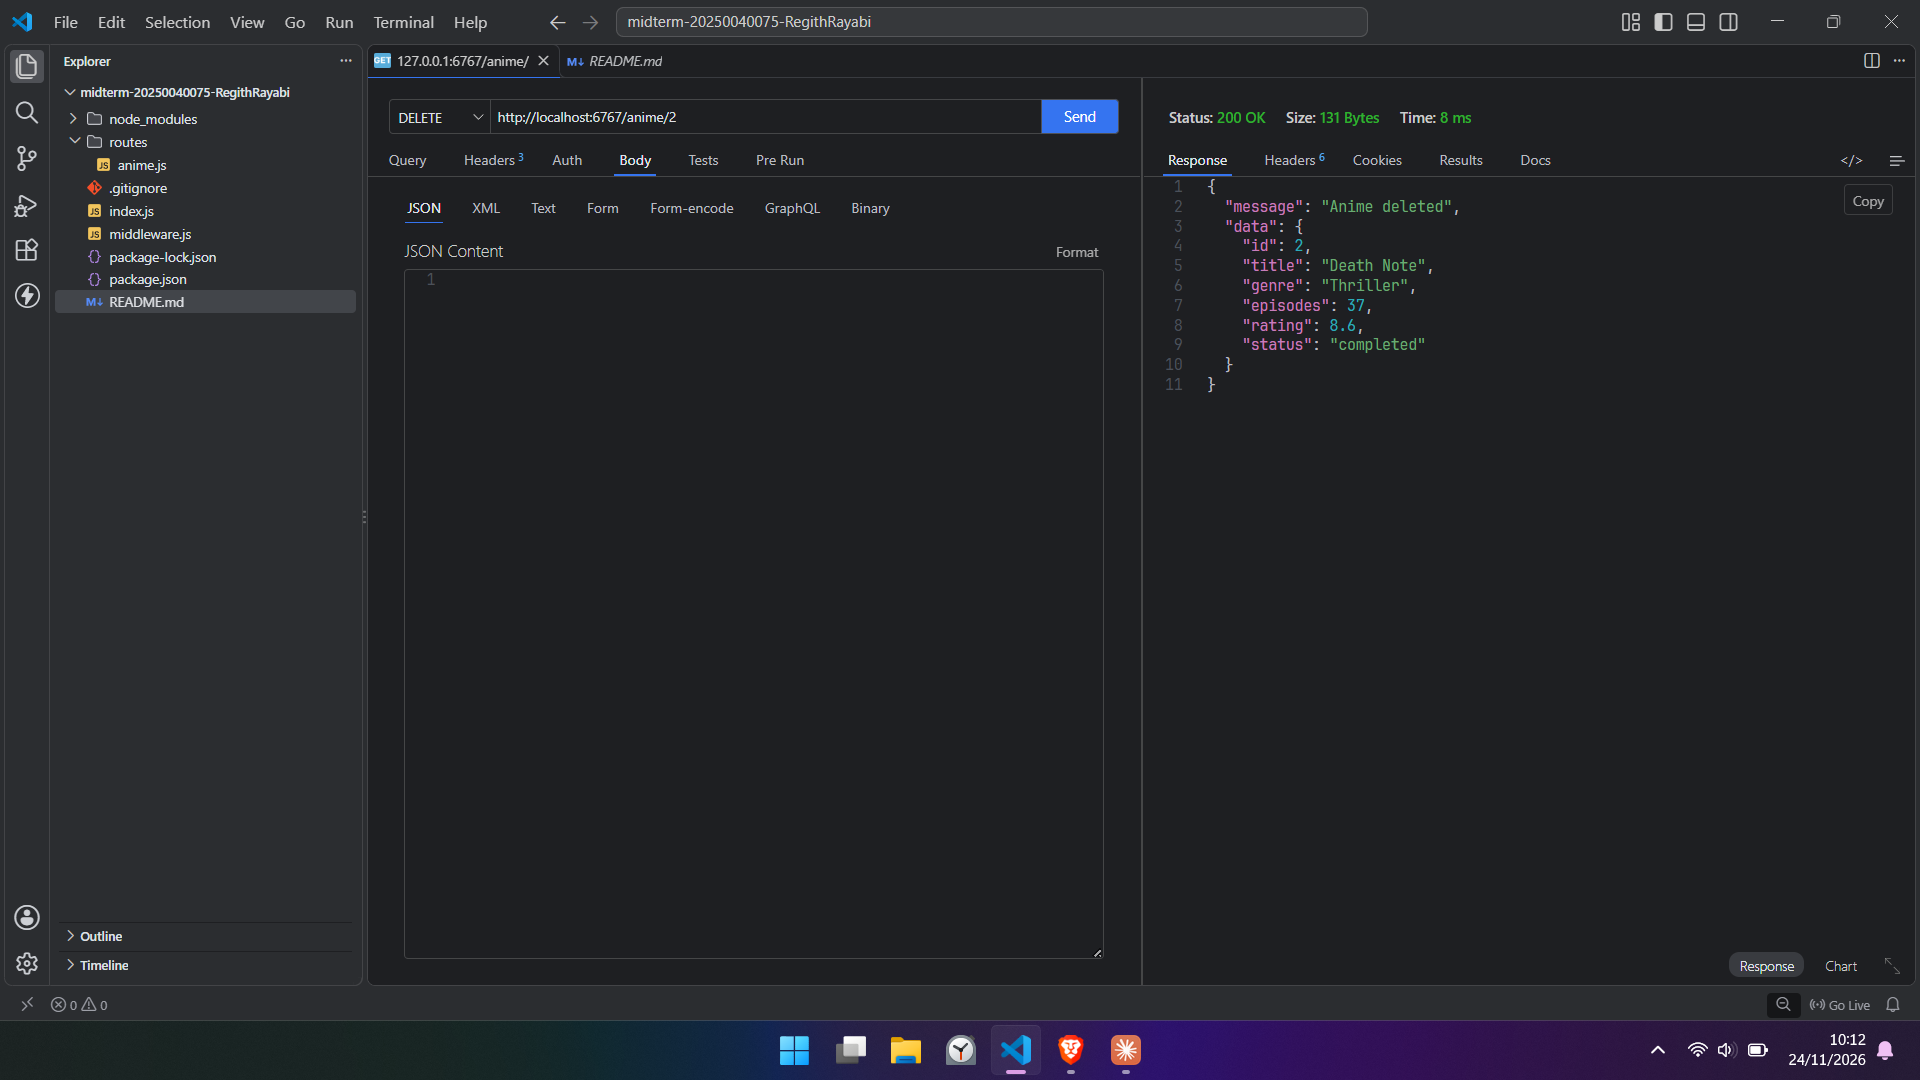 File Edit Selection View Go Run Terminal Help
midterm-20250040075-RegithRayabi
Explorer
midterm-20250040075-RegithRayabi
node_modules
routes
JS anime.js
.gitignore
JS index.js
JS middleware.js
{} package-lock.json
{} package.json
M↓ README.md
Outline
Timeline
GET 127.0.0.1:6767/anime/
M↓ README.md
DELETE http://localhost:6767/anime/2 Send
Query Headers 3 Auth Body Tests Pre Run
JSON XML Text Form Form-encode GraphQL Binary
JSON Content Format
1
Status: 200 OK Size: 131 Bytes Time: 8 ms
Response Headers 6 Cookies Results Docs </>
Copy
1 {
2 "message": "Anime deleted",
3 "data": {
4 "id": 2,
5 "title": "Death Note",
6 "genre": "Thriller",
7 "episodes": 37,
8 "rating": 8.6,
9 "status": "completed"
10 }
11 }
Response Chart
0 0
Go Live
10:12
24/11/2026